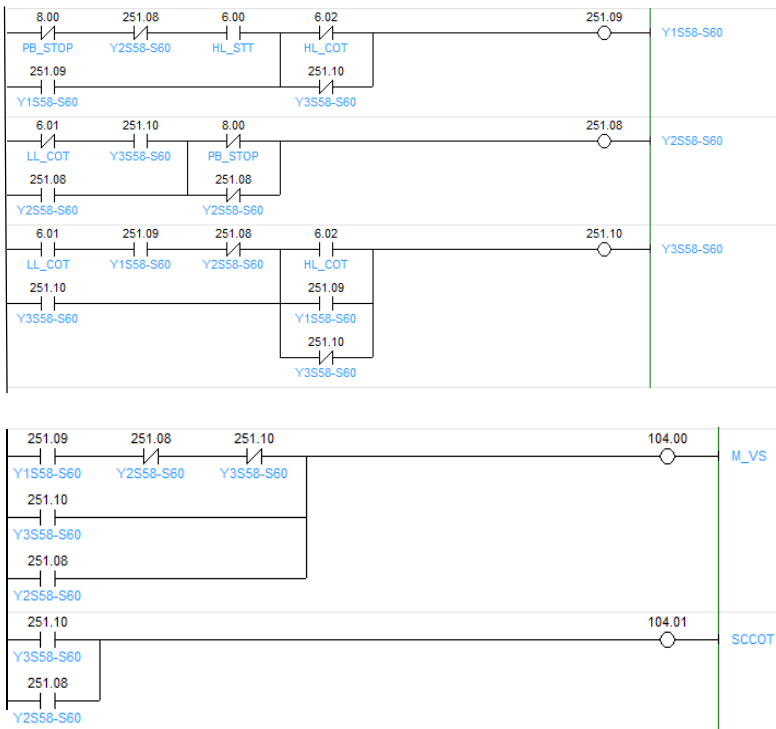 8.00 251.08 6.00 6.02 251.09
PB_STOP Y2S58-S60 HL_STT HL_COT Y1S58-S60
251.09 251.10
Y1S58-S60 Y3S58-S60
6.01 251.10 8.00 251.08
LL_COT Y3S58-S60 PB_STOP Y2S58-S60
251.08 251.08
Y2S58-S60 Y2S58-S60
6.01 251.09 251.08 6.02 251.10
LL_COT Y1S58-S60 Y2S58-S60 HL_COT Y3S58-S60
251.10 251.09
Y3S58-S60 Y1S58-S60
251.10
Y3S58-S60
251.09 251.08 251.10 104.00
Y1S58-S60 Y2S58-S60 Y3S58-S60 M_VS
251.10
Y3S58-S60
251.08
Y2S58-S60
251.10 104.01
Y3S58-S60 SCCOT
251.08
Y2S58-S60